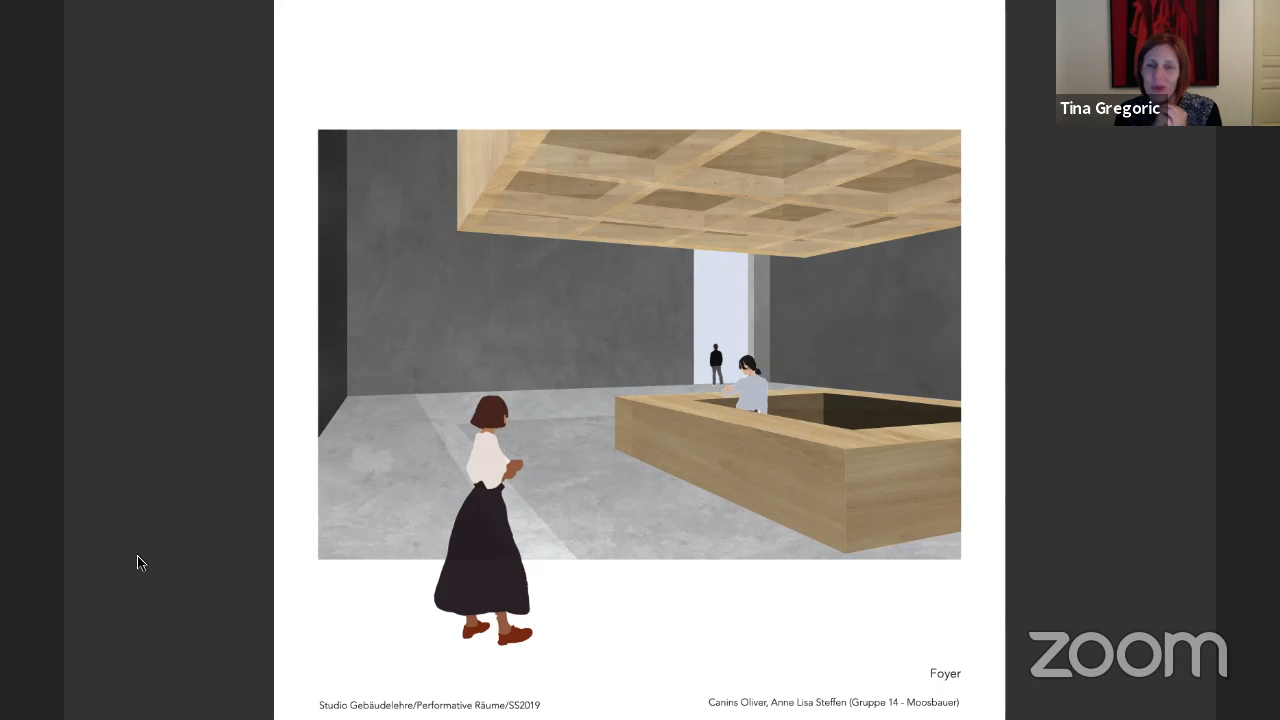 Tina Gregoric
Foyer
Studio Gebäudelehre/Performative Räume/SS2019
Canins Oliver, Anne Lisa Steffen (Gruppe 14 - Moosbauer)
zoom